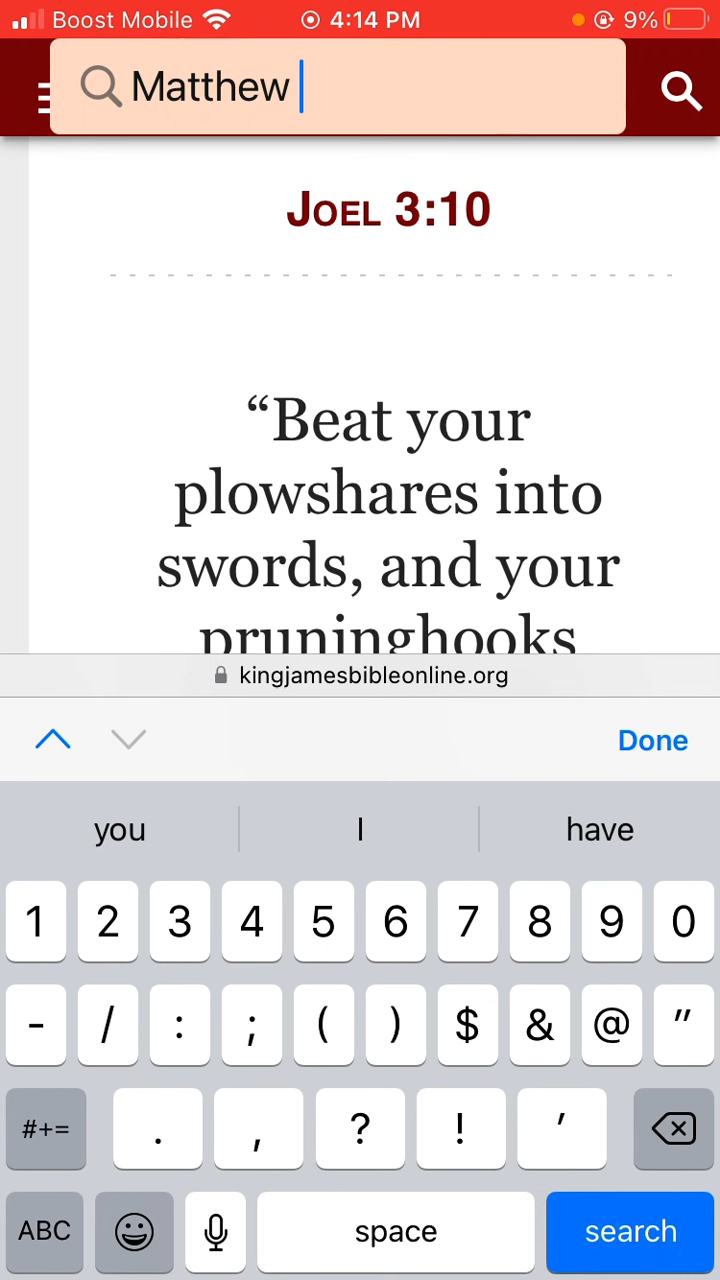 Boost Mobile 4:14 PM 9%
Matthew
JOEL 3:10
“Beat your
plowshares into
swords, and your
pruninghooks
kingjamesbibleonline.org
Done
you I have
1 2 3 4 5 6 7 8 9 0
- / : ; ( ) $ & @ "
#+= . , ? ! '
ABC space search